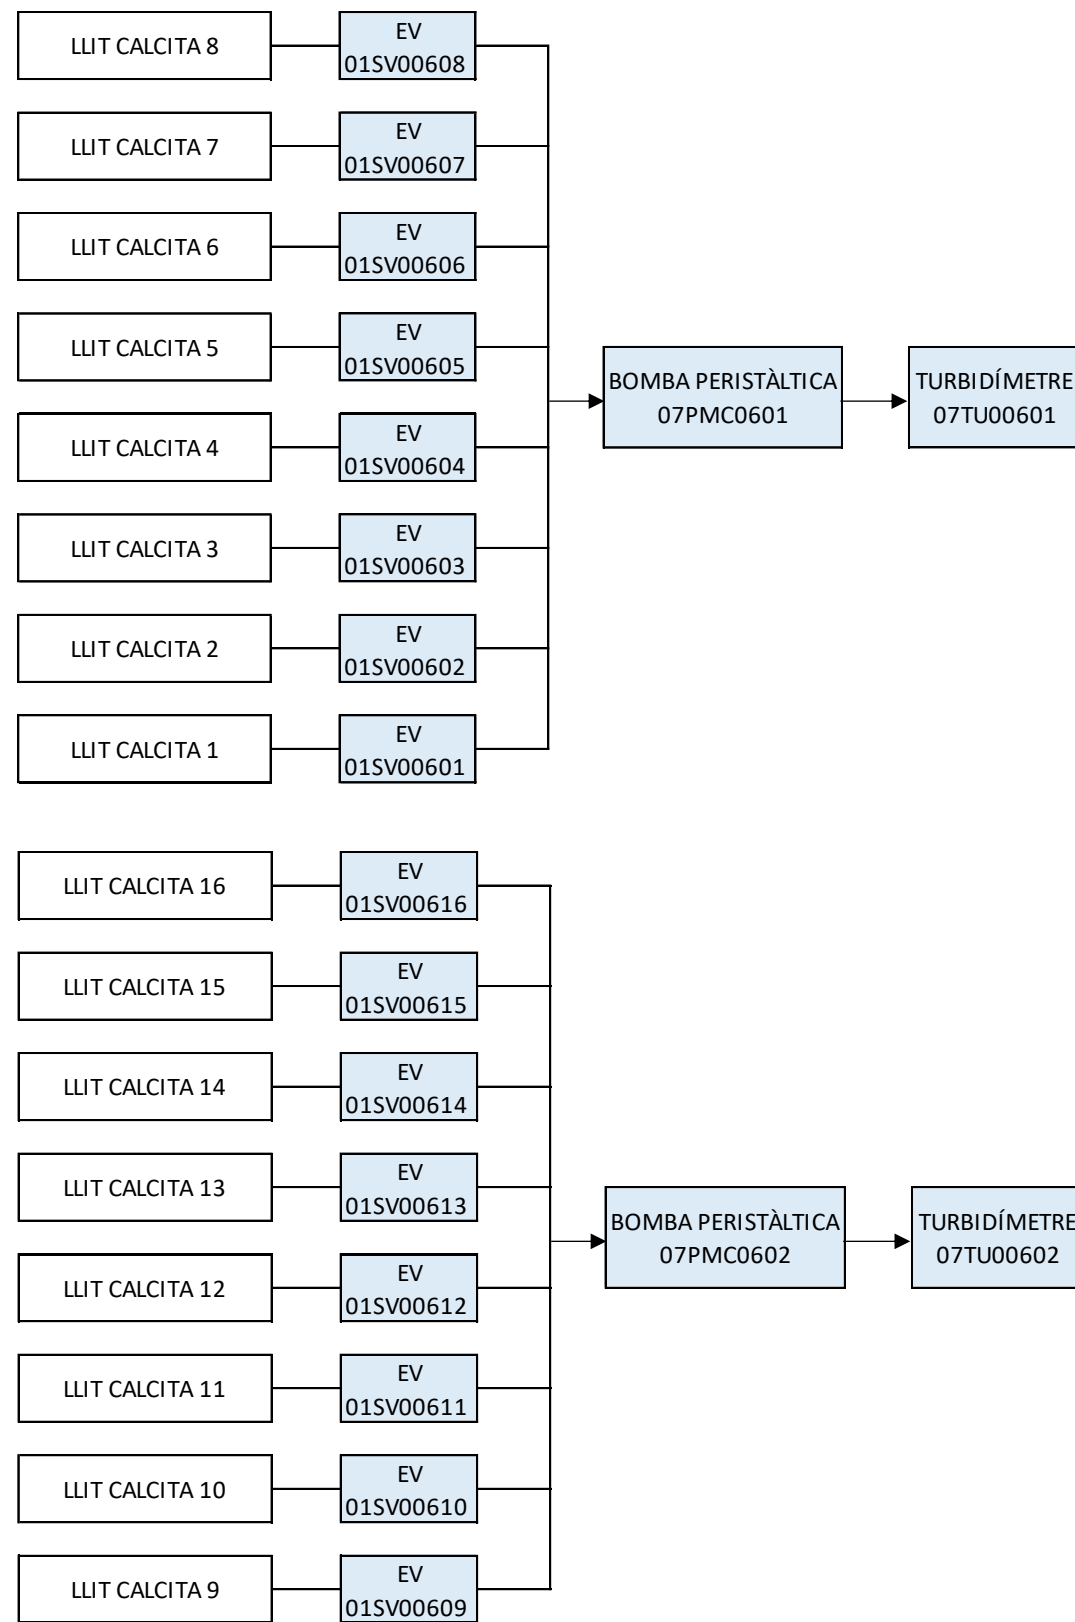 LLIT CALCITA 8
EV
01SV00608
LLIT CALCITA 7
EV
01SV00607
LLIT CALCITA 6
EV
01SV00606
LLIT CALCITA 5
EV
01SV00605
LLIT CALCITA 4
EV
01SV00604
LLIT CALCITA 3
EV
01SV00603
LLIT CALCITA 2
EV
01SV00602
LLIT CALCITA 1
EV
01SV00601
BOMBA PERISTÀLTICA
07PMC0601
TURBIDÍMETRE
07TU00601
LLIT CALCITA 16
EV
01SV00616
LLIT CALCITA 15
EV
01SV00615
LLIT CALCITA 14
EV
01SV00614
LLIT CALCITA 13
EV
01SV00613
LLIT CALCITA 12
EV
01SV00612
LLIT CALCITA 11
EV
01SV00611
LLIT CALCITA 10
EV
01SV00610
LLIT CALCITA 9
EV
01SV00609
BOMBA PERISTÀLTICA
07PMC0602
TURBIDÍMETRE
07TU00602